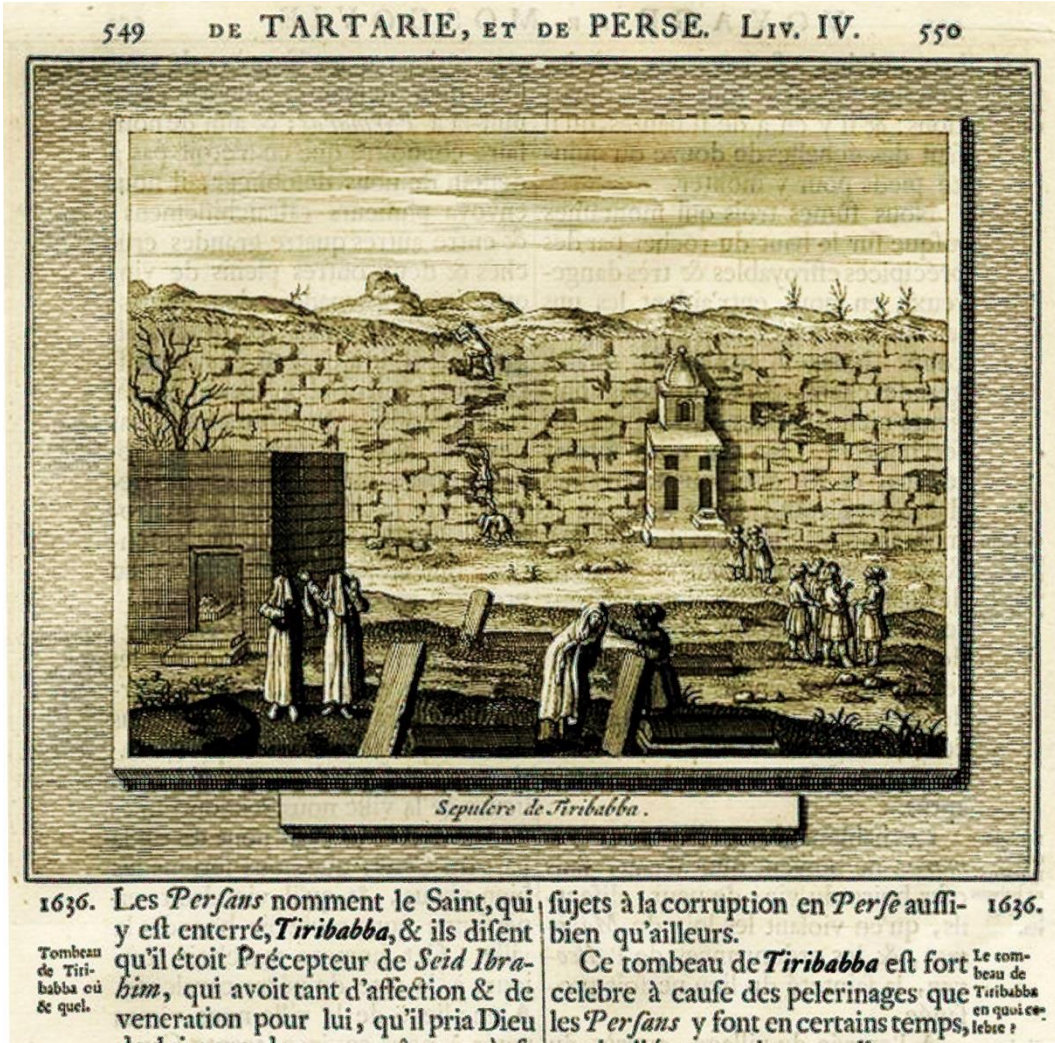 549 DE TARTARIE, ET DE PERSE. LIV. IV. 550
Sepulcre de Tiribabba.
1636.
Les Perſans nomment le Saint, qui
y eſt enterré, Tiribabba, & ils diſent
qu'il étoit Précepteur de Seid Ibra-
him, qui avoit tant d'affection & de
veneration pour lui, qu'il pria Dieu
Tombeau
de Tiri-
babba où
& quel.
ſujets à la corruption en Perſe auſſi-
bien qu'ailleurs.
Ce tombeau de Tiribabba eſt fort
celebre à cauſe des pelerinages que
les Perſans y font en certains temps,
1636.
Le tom-
beau de
Tiribabba
en quoi ce-
lebre ?